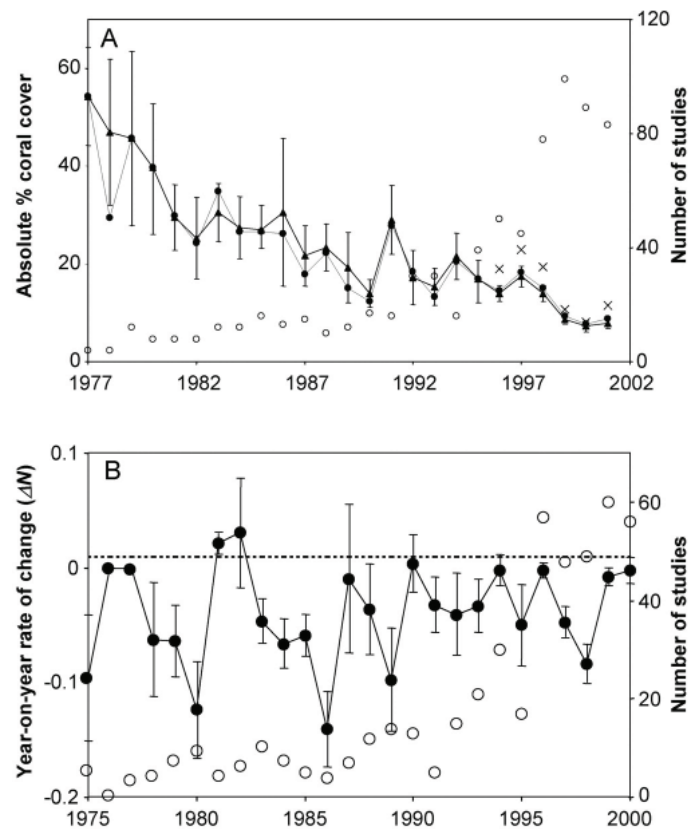 A
Absolute % coral cover
60
40
20
0
120
80
40
0
Number of studies
1977 1982 1987 1992 1997 2002
B
Year-on-year rate of change (ΔN)
0.1
0
-0.1
-0.2
60
40
20
0
Number of studies
1975 1980 1985 1990 1995 2000